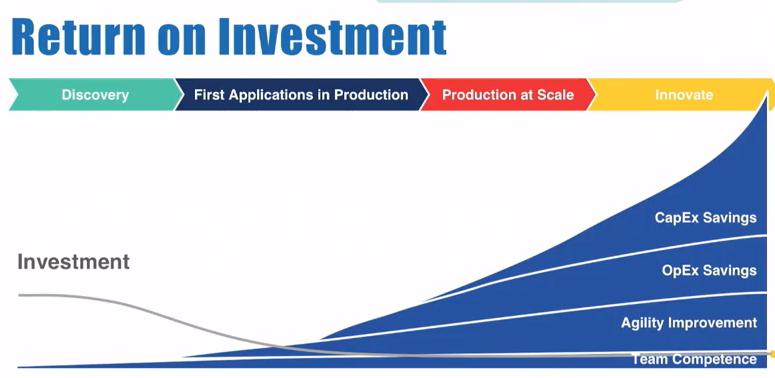 Return on Investment
Discovery
First Applications in Production
Production at Scale
Innovate
CapEx Savings
Investment
OpEx Savings
Agility Improvement
Team Competence